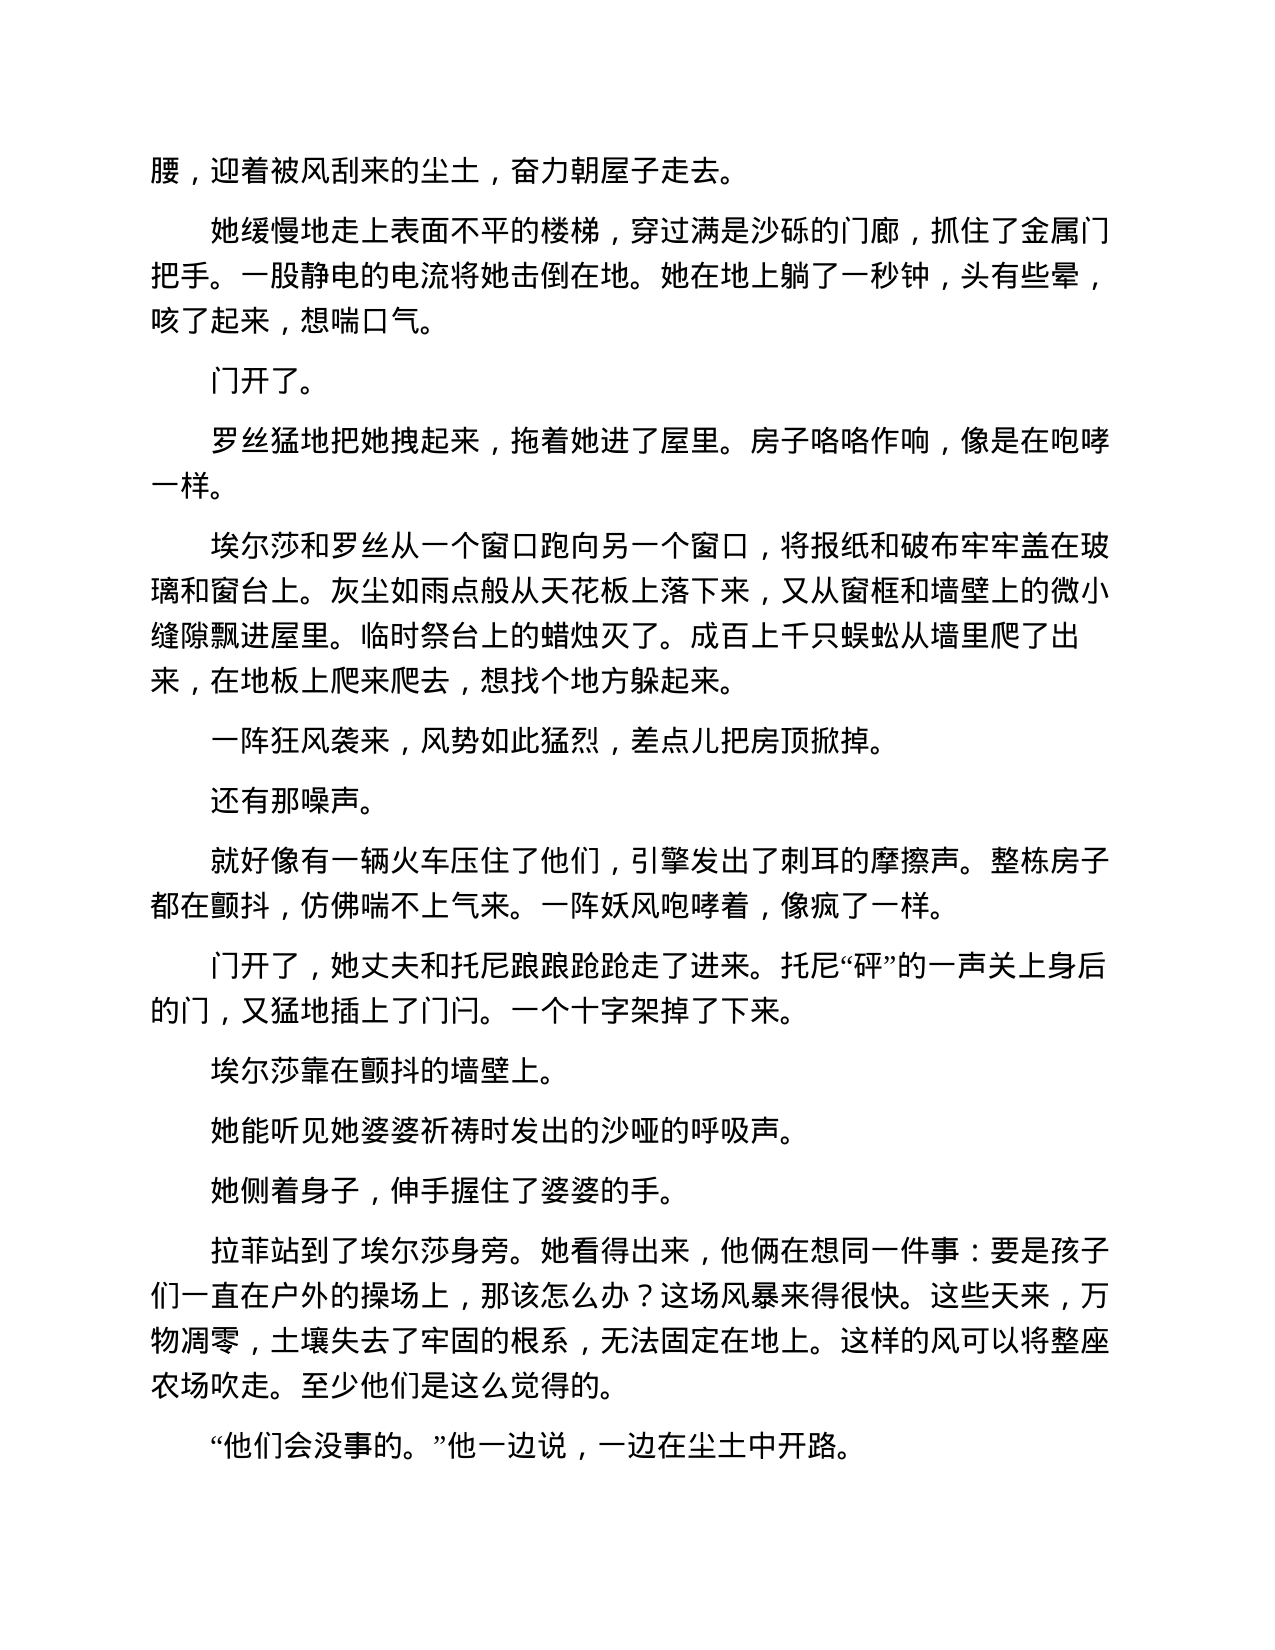 腰，迎着被风刮来的尘土，奋力朝屋子走去。
她缓慢地走上表面不平的楼梯，穿过满是沙砾的门廊，抓住了金属门
把手。一股静电的电流将她击倒在地。她在地上躺了一秒钟，头有些晕，
咳了起来，想喘口气。
门开了。
罗丝猛地把她拽起来，拖着她进了屋里。房子咯咯作响，像是在咆哮
一样。
埃尔莎和罗丝从一个窗口跑向另一个窗口，将报纸和破布牢牢盖在玻
璃和窗台上。灰尘如雨点般从天花板上落下来，又从窗框和墙壁上的微小
缝隙飘进屋里。临时祭台上的蜡烛灭了。成百上千只蜈蚣从墙里爬了出
来，在地板上爬来爬去，想找个地方躲起来。
一阵狂风袭来，风势如此猛烈，差点儿把房顶掀掉。
还有那噪声。
就好像有一辆火车压住了他们，引擎发出了刺耳的摩擦声。整栋房子
都在颤抖，仿佛喘不上气来。一阵妖风咆哮着，像疯了一样。
门开了，她丈夫和托尼踉踉跄跄走了进来。托尼“砰”的一声关上身后
的门，又猛地插上了门闩。一个十字架掉了下来。
埃尔莎靠在颤抖的墙壁上。
她能听见她婆婆祈祷时发出的沙哑的呼吸声。
她侧着身子，伸手握住了婆婆的手。
拉菲站到了埃尔莎身旁。她看得出来，他俩在想同一件事：要是孩子
们一直在户外的操场上，那该怎么办？这场风暴来得很快。这些天来，万
物凋零，土壤失去了牢固的根系，无法固定在地上。这样的风可以将整座
农场吹走。至少他们是这么觉得的。
“他们会没事的。”他一边说，一边在尘土中开路。